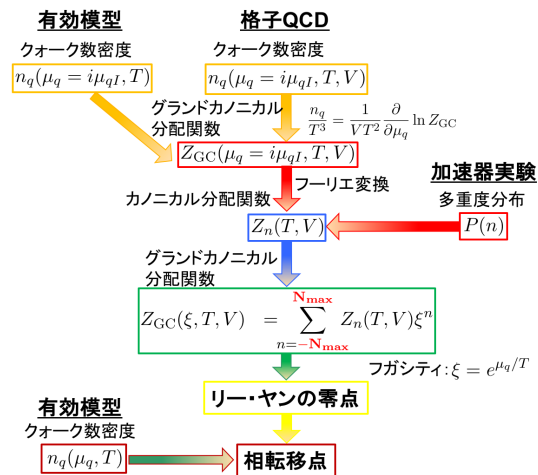 有効模型
格子QCD
クォーク数密度
クォーク数密度
n_q(μ_q = iμ_{qI}, T)
n_q(μ_q = iμ_{qI}, T, V)
グランドカノニカル
分配関数
n_q/T^3 = 1/(VT^2) ∂/∂μ_q ln Z_GC
Z_GC(μ_q = iμ_{qI}, T, V)
フーリエ変換
カノニカル分配関数
加速器実験
多重度分布
Z_n(T, V)
P(n)
グランドカノニカル
分配関数
Z_GC(ξ, T, V) = ∑_{n=-N_max}^{N_max} Z_n(T, V)ξ^n
フガシティ:ξ = e^{μ_q/T}
リー・ヤンの零点
有効模型
クォーク数密度
n_q(μ_q, T)
相転移点